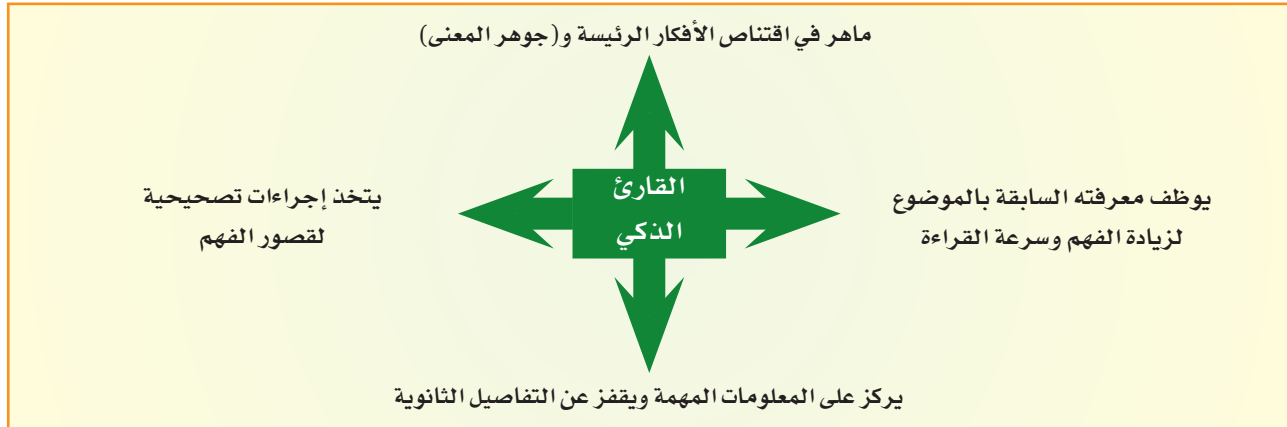 ماهر في اقتناص الأفكار الرئيسة و(جوهر المعنى)
القارئ
الذكي
يوظف معرفته السابقة بالموضوع
لزيادة الفهم وسرعة القراءة
يتخذ إجراءات تصحيحية
لقصور الفهم
يركز على المعلومات المهمة ويقفز عن التفاصيل الثانوية